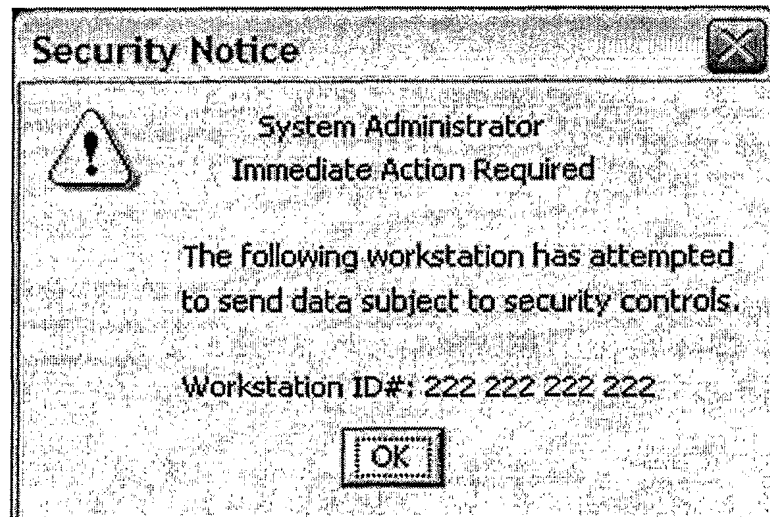 Security Notice
System Administrator
Immediate Action Required
The following workstation has attempted
to send data subject to security controls.
Workstation ID#: 222 222 222 222
OK